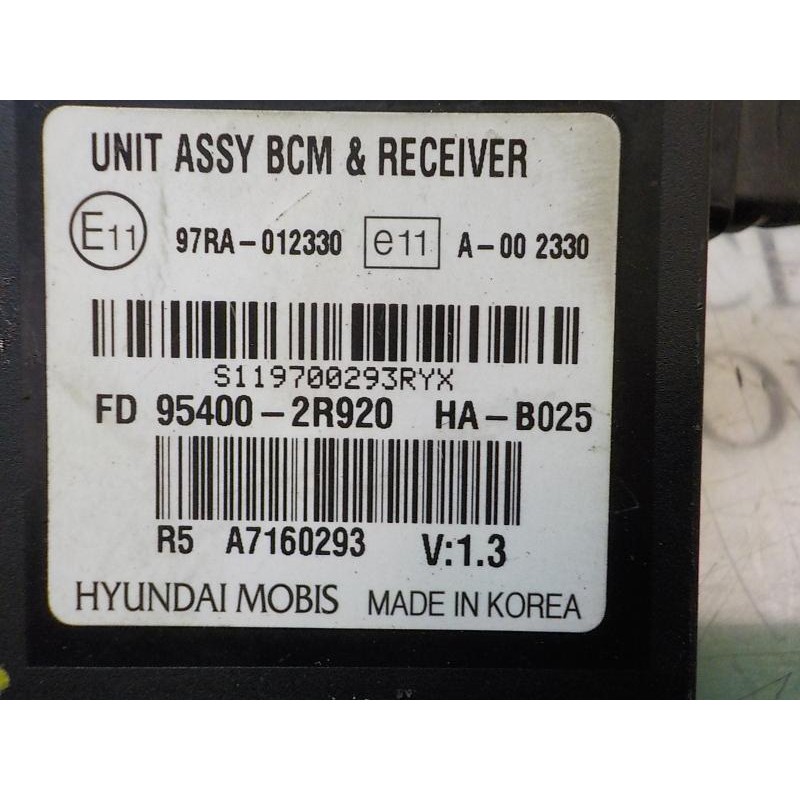 UNIT ASSY BCM & RECEIVER
E11 97RA-012330 e11 A-00 2330
S119700293RYX
FD 95400-2R920 HA-B025
R5 A7160293 V:1.3
HYUNDAI MOBIS MADE IN KOREA